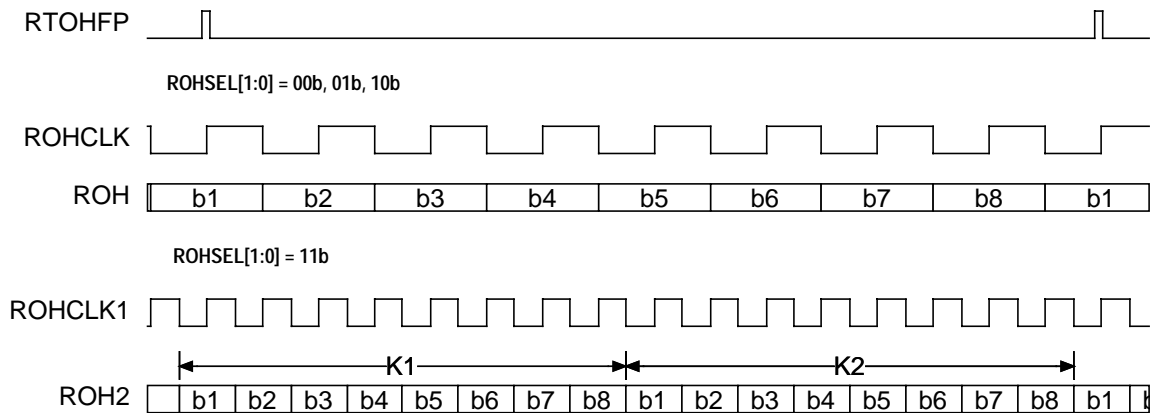 RTOHFP
ROHSEL[1:0] = 00b, 01b, 10b
ROHCLK
ROH b1 b2 b3 b4 b5 b6 b7 b8 b1
ROHSEL[1:0] = 11b
ROHCLK1
K1 K2
ROH2 b1 b2 b3 b4 b5 b6 b7 b8 b1 b2 b3 b4 b5 b6 b7 b8 b1